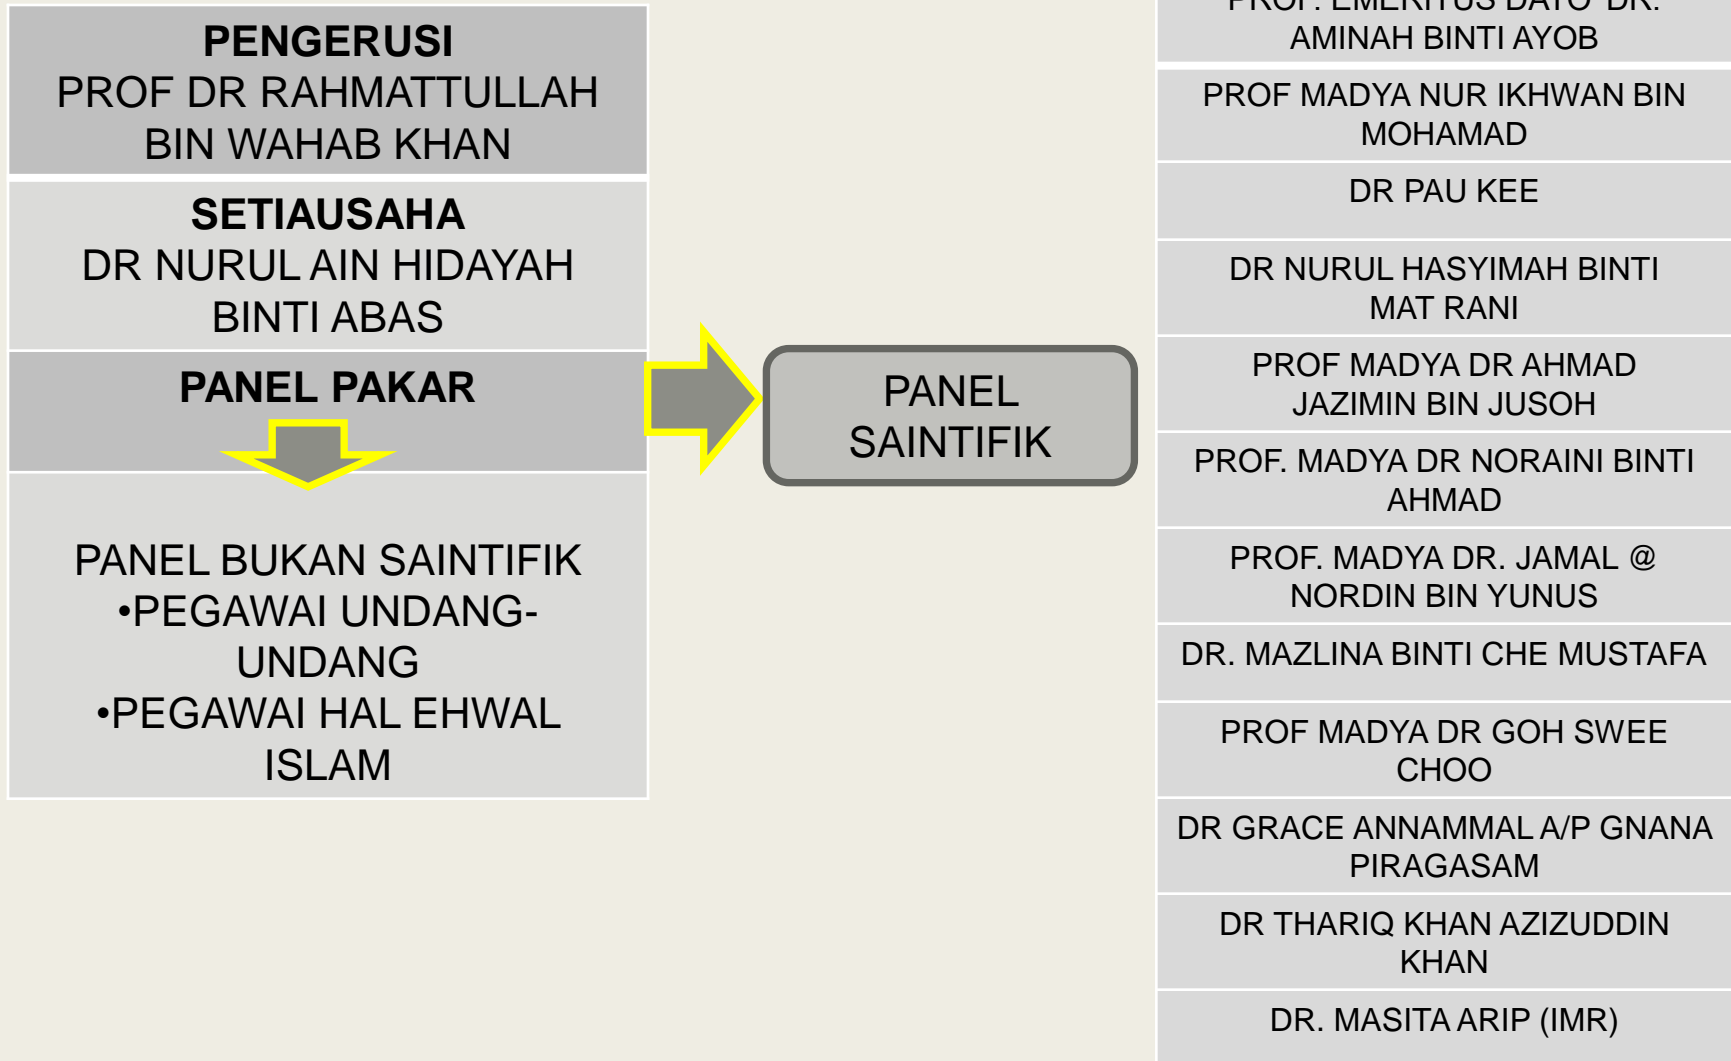 PENGERUSI
PROF DR RAHMATTULLAH
BIN WAHAB KHAN
SETIAUSAHA
DR NURUL AIN HIDAYAH
BINTI ABAS
PANEL PAKAR
PANEL BUKAN SAINTIFIK
•PEGAWAI UNDANG-
UNDANG
•PEGAWAI HAL EHWAL
ISLAM
PANEL
SAINTIFIK
PROF. EMERITUS DATO' DR.
AMINAH BINTI AYOB
PROF MADYA NUR IKHWAN BIN
MOHAMAD
DR PAU KEE
DR NURUL HASYIMAH BINTI
MAT RANI
PROF MADYA DR AHMAD
JAZIMIN BIN JUSOH
PROF. MADYA DR NORAINI BINTI
AHMAD
PROF. MADYA DR. JAMAL @
NORDIN BIN YUNUS
DR. MAZLINA BINTI CHE MUSTAFA
PROF MADYA DR GOH SWEE
CHOO
DR GRACE ANNAMMAL A/P GNANA
PIRAGASAM
DR THARIQ KHAN AZIZUDDIN
KHAN
DR. MASITA ARIP (IMR)